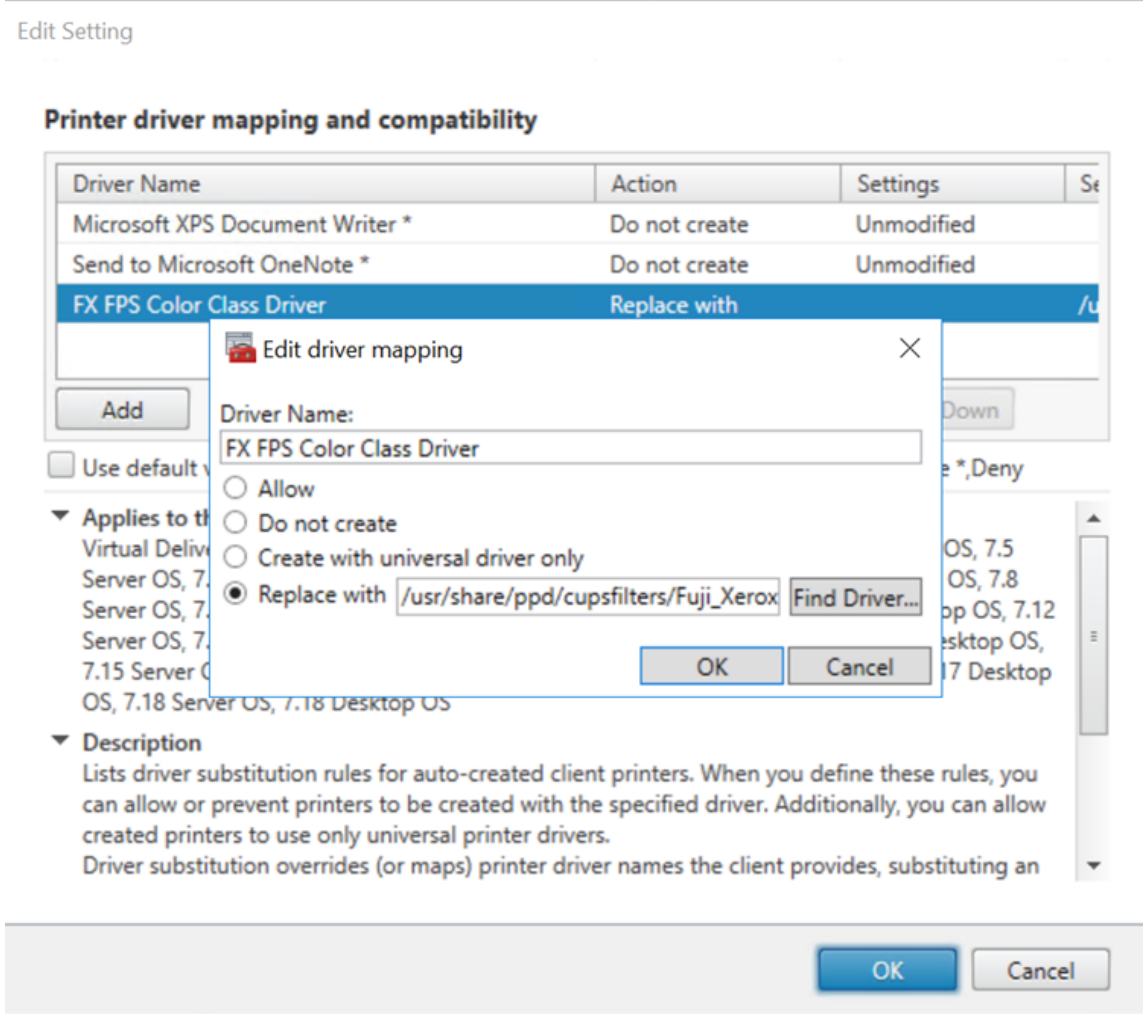 Edit Setting
Printer driver mapping and compatibility
Driver Name Action Settings
Microsoft XPS Document Writer * Do not create Unmodified
Send to Microsoft OneNote * Do not create Unmodified
FX FPS Color Class Driver Replace with /u
Edit driver mapping
Driver Name:
FX FPS Color Class Driver
Allow
Do not create
Create with universal driver only
Replace with /usr/share/ppd/cupsfilters/Fuji_Xerox Find Driver...
OK Cancel
Add Down
Use default *,Deny
Applies to
Virtual OS, 7.5
Server OS, 7. OS, 7.8
Server OS, 7. OS, 7.12
Server OS, 7. OS,
7.15 Server 17 Desktop
OS, 7.18 Server OS, 7.18 Desktop OS
Description
Lists driver substitution rules for auto-created client printers. When you define these rules, you
can allow or prevent printers to be created with the specified driver. Additionally, you can allow
created printers to use only universal printer drivers.
Driver substitution overrides (or maps) printer driver names the client provides, substituting an
OK Cancel